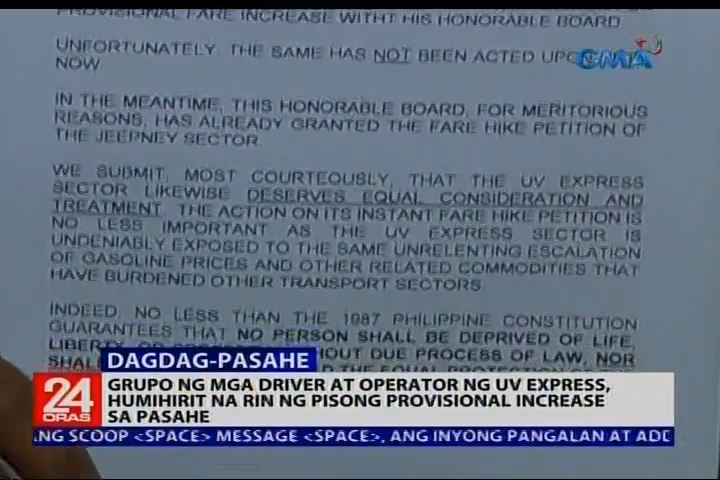 PROVISIONAL FARE INCREASE WITHT HIS HONORABLE BOARD
UNFORTUNATELY, THE SAME HAS NOT BEEN ACTED
NOW
GMA
IN THE MEANTIME, THIS HONORABLE BOARD, FOR MERITORIOUS
REASONS, HAS ALREADY GRANTED THE FARE HIKE PETITION OF
THE JEEPNEY SECTOR.
WE SUBMIT, MOST COURTEOUSLY, THAT THE UV EXPRESS
SECTOR LIKEWISE DESERVES EQUAL CONSIDERATION AND
TREATMENT. THE ACTION ON ITS INSTANT FARE HIKE PETITION IS
NO LESS IMPORTANT AS THE UV EXPRESS SECTOR IS
UNDENIABLY EXPOSED TO THE SAME UNRELENTING ESCALATION
OF GASOLINE PRICES AND OTHER RELATED COMMODITIES THAT
HAVE BURDENED OTHER TRANSPORT SECTORS
INDEED, NO LESS THAN THE 1987 PHILIPPINE CONSTITUTION
GUARANTEES THAT NO PERSON SHALL BE DEPRIVED OF LIFE,
LIBERTY, DUE PROCESS OF LAW, NOR
DAGDAG-PASAHE
24 ORAS
GRUPO NG MGA DRIVER AT OPERATOR NG UV EXPRESS,
HUMIHIRIT NA RIN NG PISONG PROVISIONAL INCREASE
SA PASAHE
ANG SCOOP <SPACE> MESSAGE <SPACE>, ANG INYONG PANGALAN AT ADD